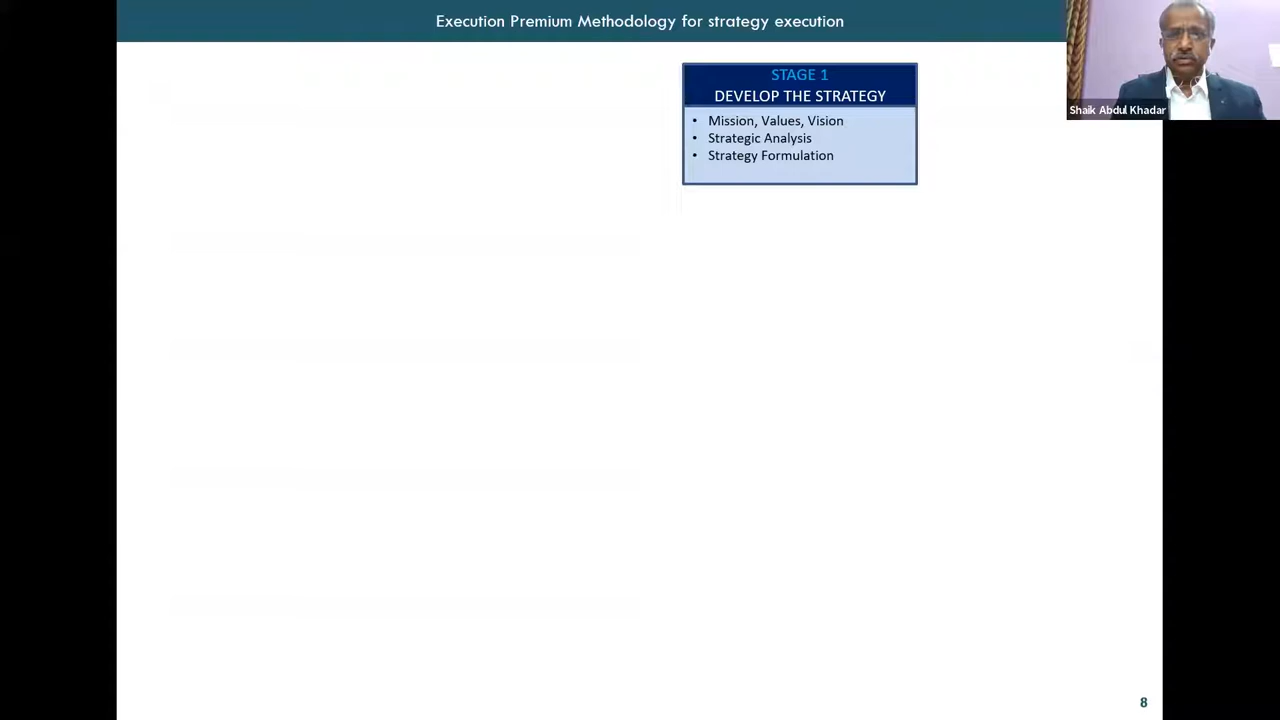 Execution Premium Methodology for strategy execution
STAGE 1
DEVELOP THE STRATEGY
• Mission, Values, Vision
• Strategic Analysis
• Strategy Formulation
Shaik Abdul Khadar
8